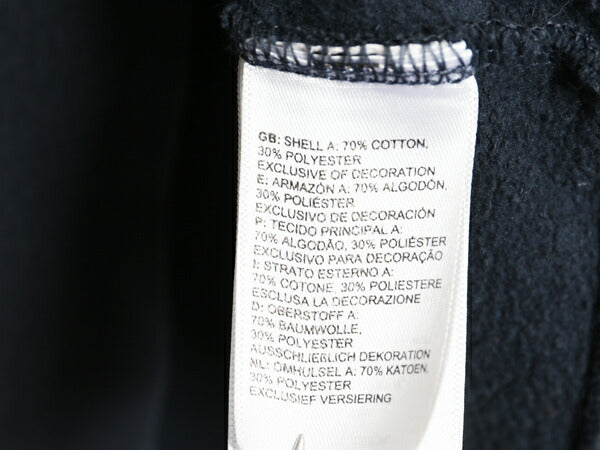 GB: SHELL A: 70% COTTON,
30% POLYESTER
EXCLUSIVE OF DECORATION
E: ARMAZÓN A: 70% ALGODÓN,
30% POLIÉSTER
EXCLUSIVO DE DECORACIÓN
P: TECIDO PRINCIPAL A:
70% ALGODÃO, 30% POLIÉSTER
EXCLUSIVO PARA DECORAÇÃO
I: STRATO ESTERNO A:
70% COTONE, 30% POLIESTERE
ESCLUSA LA DECORAZIONE
D: OBERSTOFF A:
70% BAUMWOLLE,
30% POLYESTER
AUSSCHLIEßLICH DEKORATION
NL: OMHULSEL A: 70% KATOEN,
30% POLYESTER
EXCLUSIEF VERSIERING